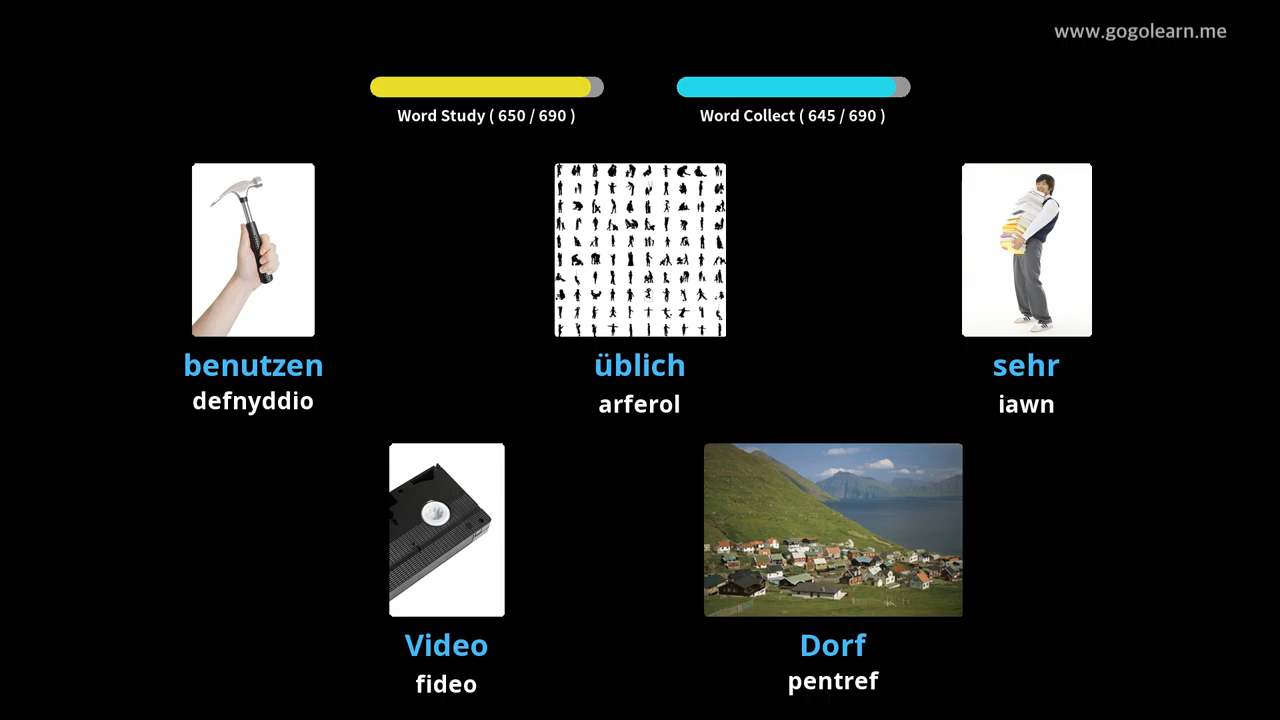 www.gogolearn.me
Word Study ( 650 / 690 )
Word Collect ( 645 / 690 )
benutzen
defnyddio
üblich
arferol
sehr
iawn
Video
fideo
Dorf
pentref